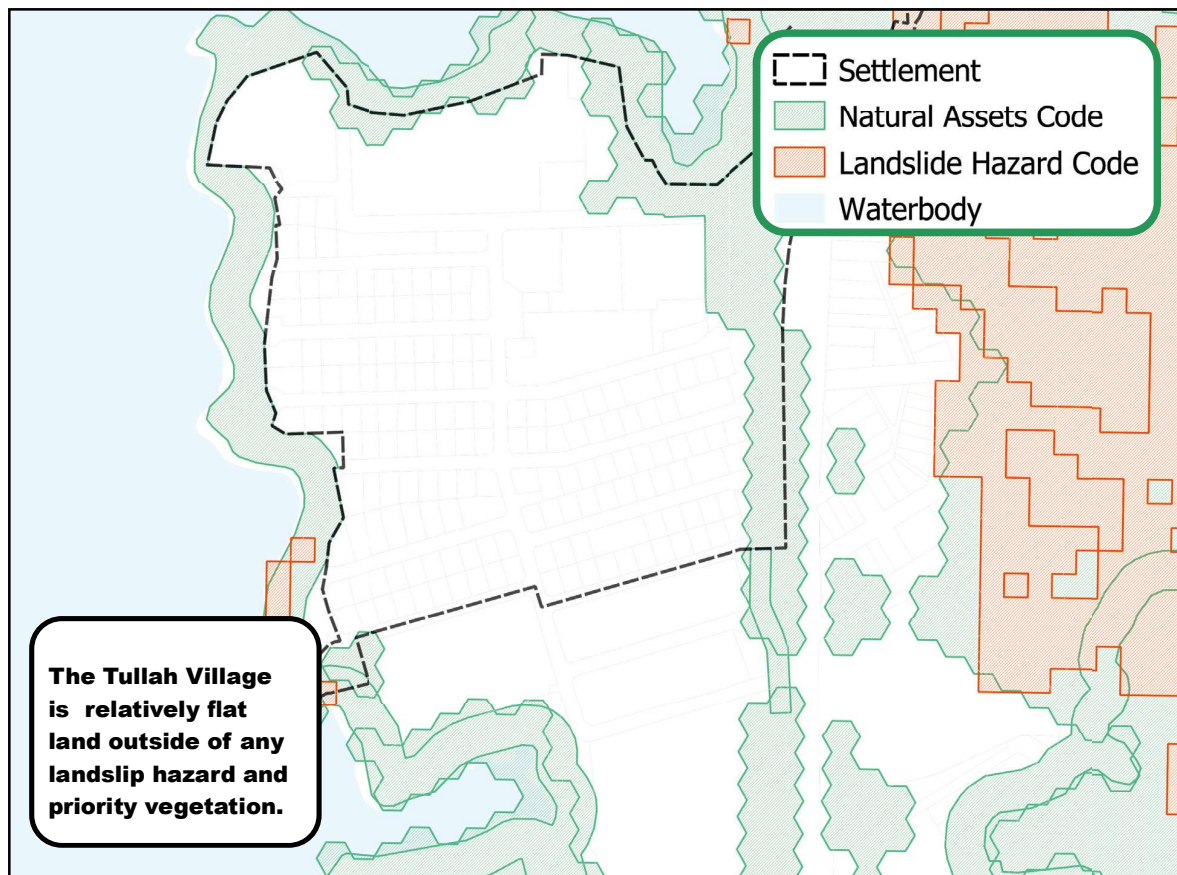 Settlement
Natural Assets Code
Landslide Hazard Code
Waterbody
The Tullah Village
is relatively flat
land outside of any
landslip hazard and
priority vegetation.